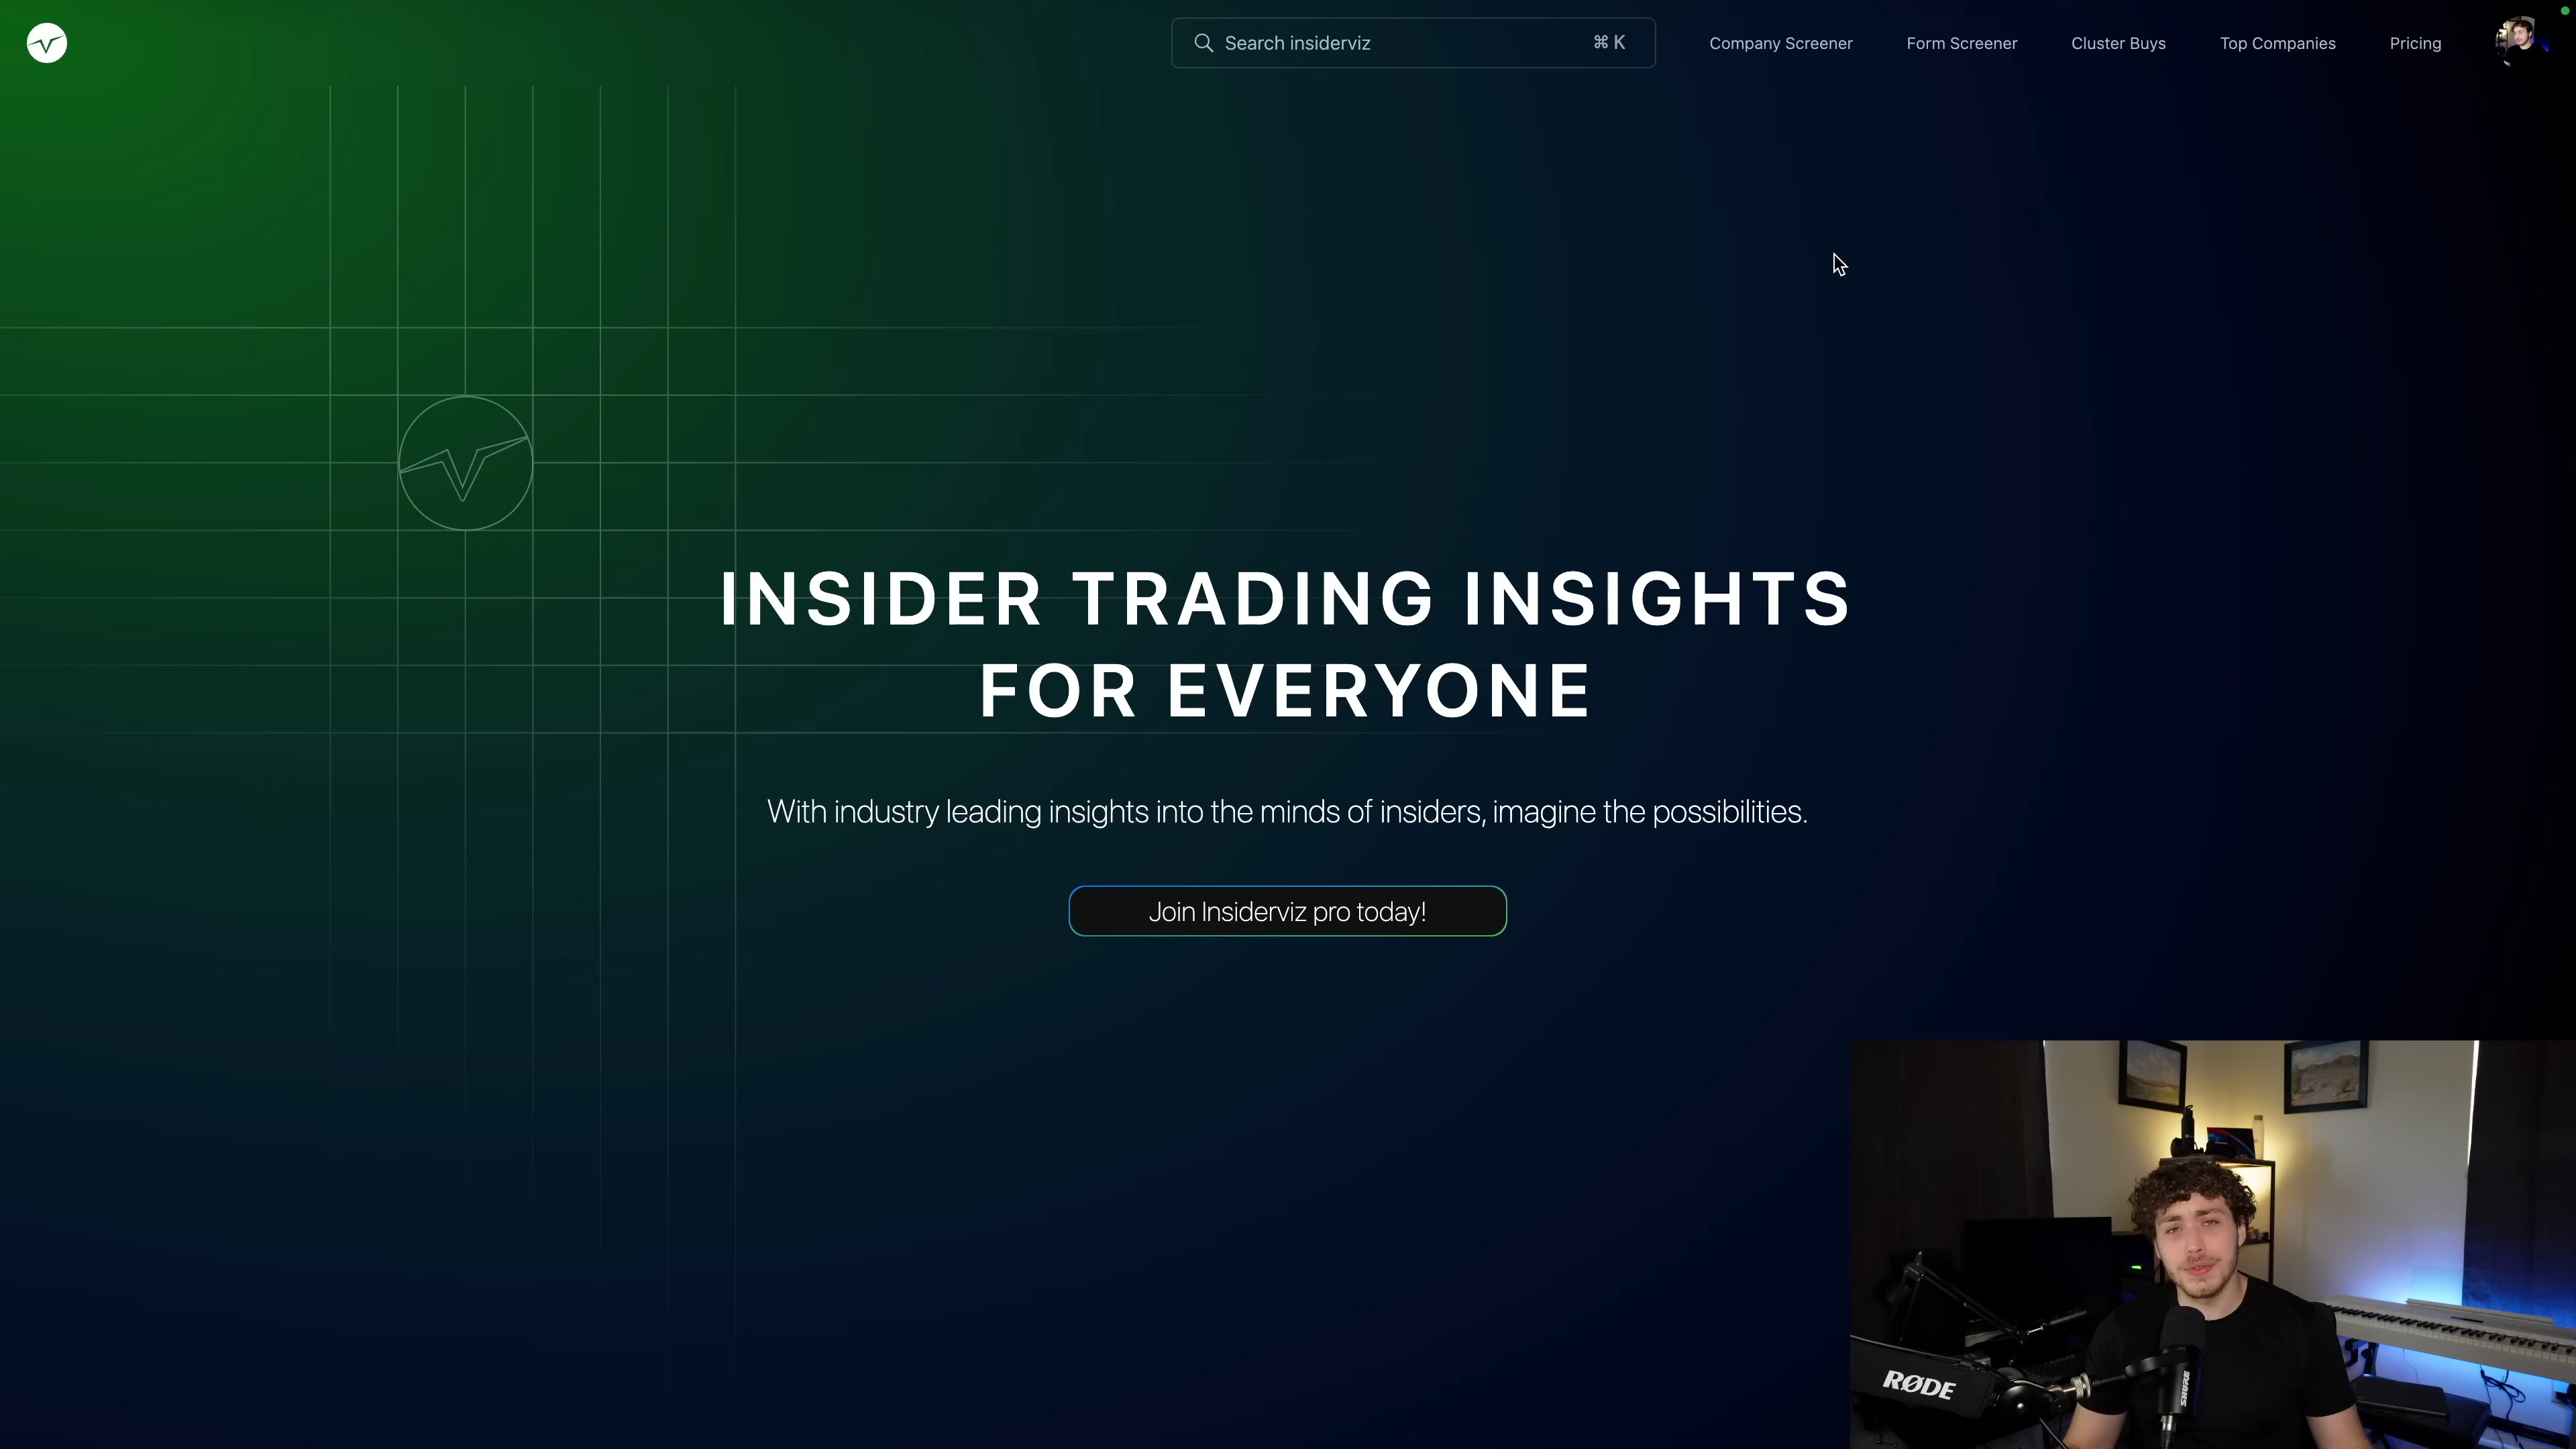 Search insiderviz
⌘ K
Company Screener
Form Screener
Cluster Buys
Top Companies
Pricing
INSIDER TRADING INSIGHTS
FOR EVERYONE
With industry leading insights into the minds of insiders, imagine the possibilities.
Join Insiderviz pro today!
RØDE
SHURE